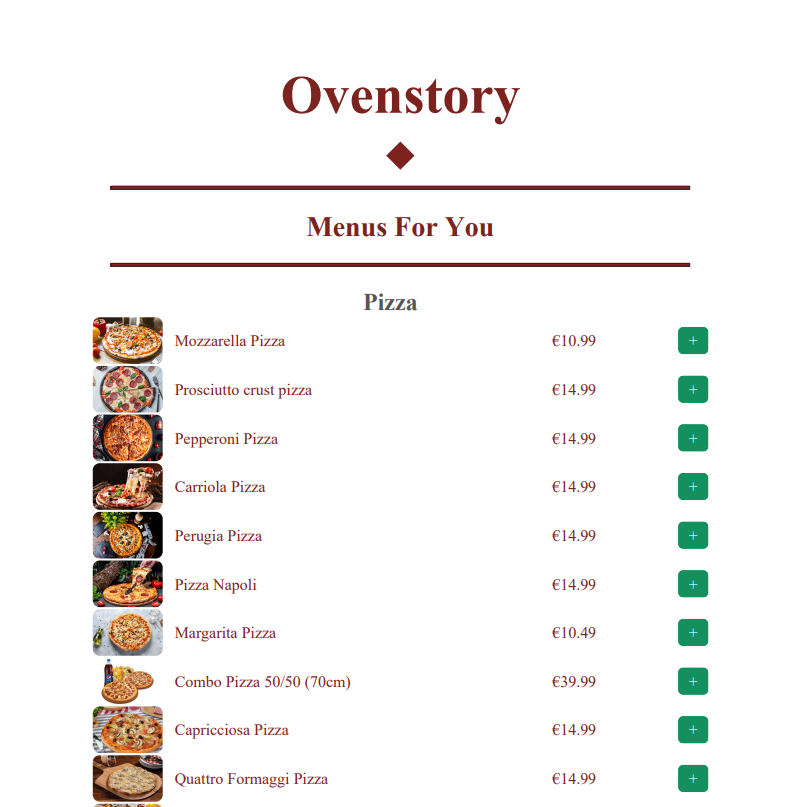 Ovenstory
Menus For You
Pizza
Mozzarella Pizza €10.99 +
Prosciutto crust pizza €14.99 +
Pepperoni Pizza €14.99 +
Carriola Pizza €14.99 +
Perugia Pizza €14.99 +
Pizza Napoli €14.99 +
Margarita Pizza €10.49 +
Combo Pizza 50/50 (70cm) €39.99 +
Capricciosa Pizza €14.99 +
Quattro Formaggi Pizza €14.99 +